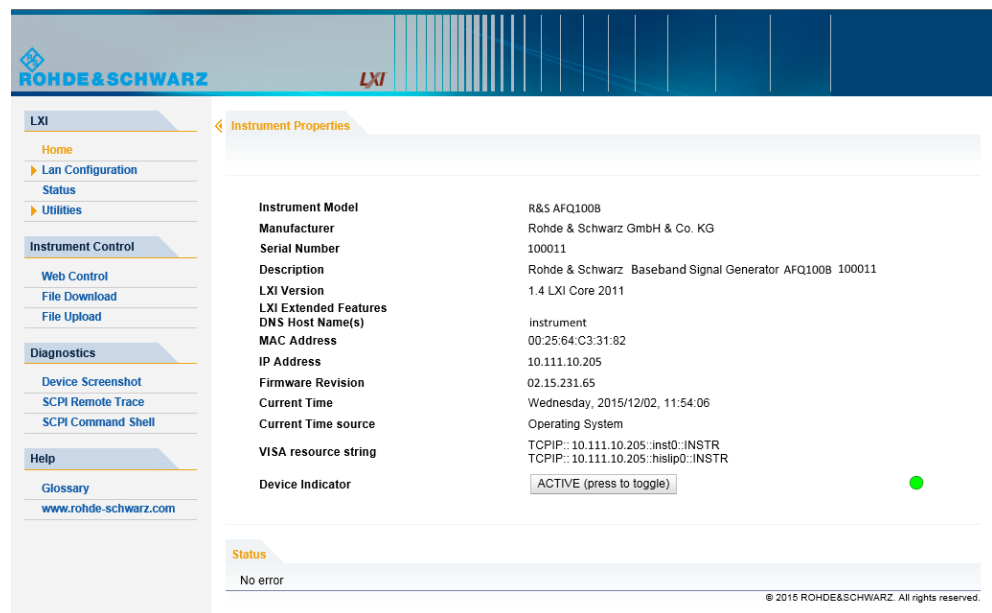 ROHDE&SCHWARZ
LXI
LXI
Home
Lan Configuration
Status
Utilities
Instrument Control
Web Control
File Download
File Upload
Diagnostics
Device Screenshot
SCPI Remote Trace
SCPI Command Shell
Help
Glossary
www.rohde-schwarz.com
Instrument Properties
Instrument Model R&S AFQ100B
Manufacturer Rohde & Schwarz GmbH & Co. KG
Serial Number 100011
Description Rohde & Schwarz Baseband Signal Generator AFQ100B 100011
LXI Version 1.4 LXI Core 2011
LXI Extended Features
DNS Host Name(s) instrument
MAC Address 00:25:64:C3:31:82
IP Address 10.111.10.205
Firmware Revision 02.15.231.65
Current Time Wednesday, 2015/12/02, 11:54:06
Current Time source Operating System
VISA resource string TCPIP::10.111.10.205::inst0::INSTR
TCPIP::10.111.10.205::hislip0::INSTR
Device Indicator ACTIVE (press to toggle)
Status
No error
© 2015 ROHDE&SCHWARZ. All rights reserved.